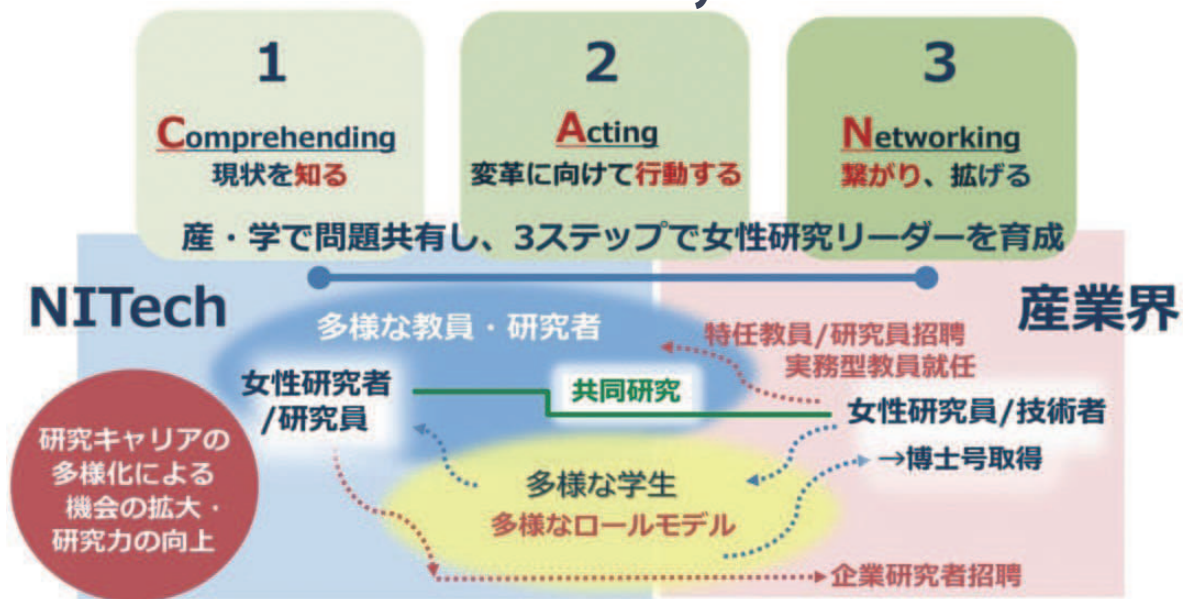 1
Comprehending
現状を知る
2
Acting
変革に向けて行動する
3
Networking
繋がり、拡げる
産・学で問題共有し、3ステップで女性研究リーダーを育成
NITech
産業界
多様な教員・研究者
特任教員/研究員招聘
実務型教員就任
女性研究者
/研究員
共同研究
女性研究員/技術者
→博士号取得
研究キャリアの
多様化による
機会の拡大・
研究力の向上
多様な学生
多様なロールモデル
企業研究者招聘